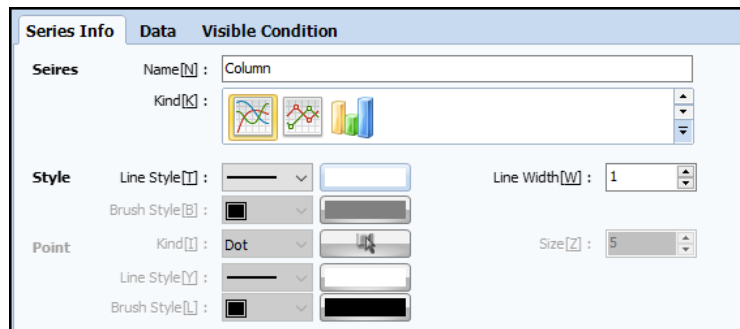 Series Info Data Visible Condition
Seires Name[N] : Column
Kind[K] :
Style Line Style[T] : Line Width[W] : 1
Brush Style[B] :
Point Kind[I] : Dot Size[Z] : 5
Line Style[Y] :
Brush Style[L] :